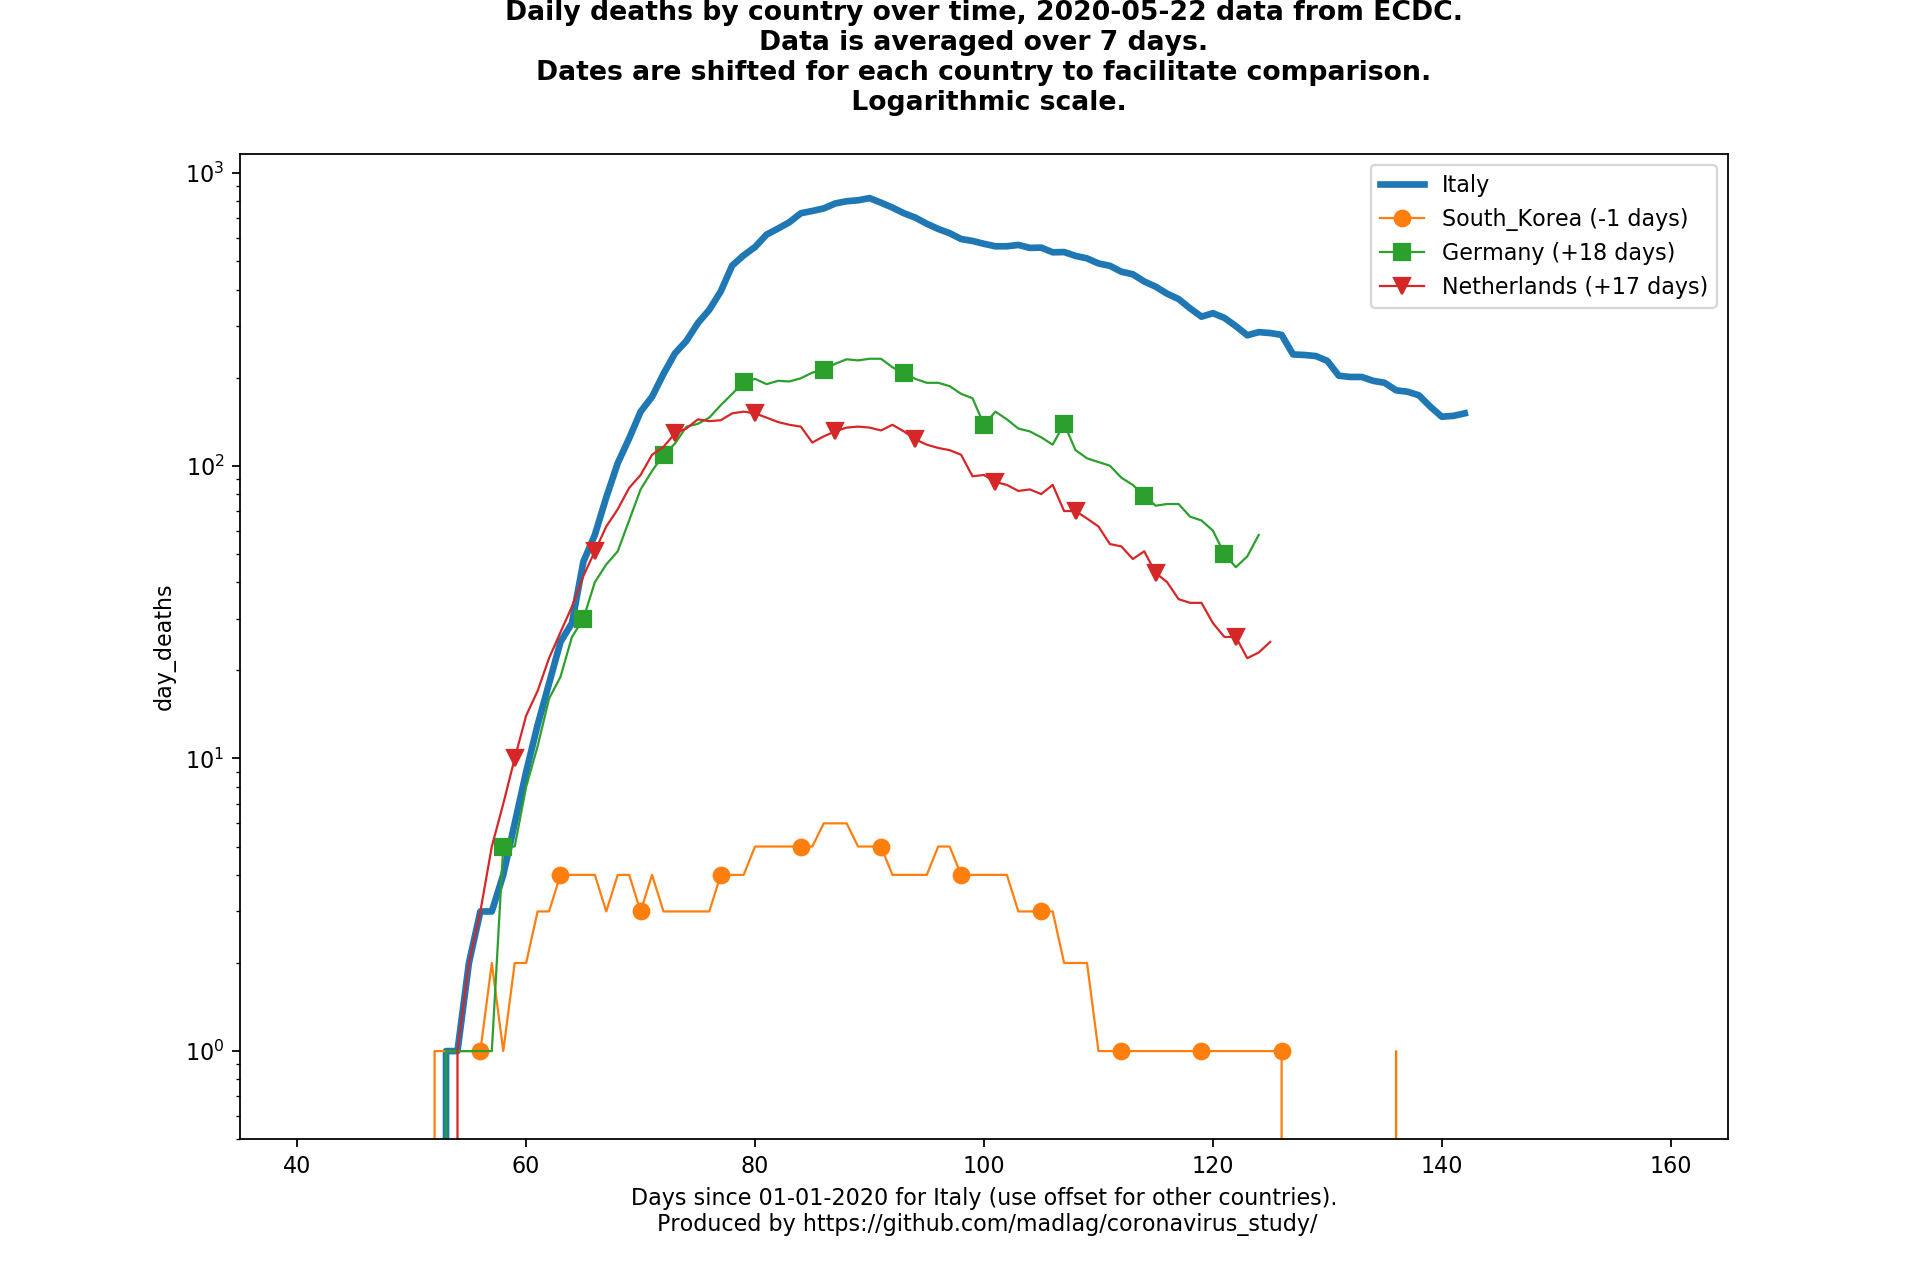 Daily deaths by country over time, 2020-05-22 data from ECDC.
Data is averaged over 7 days.
Dates are shifted for each country to facilitate comparison.
Logarithmic scale.
10³
10²
10¹
10⁰
day_deaths
Italy
South_Korea (-1 days)
Germany (+18 days)
Netherlands (+17 days)
40 60 80 100 120 140 160
Days since 01-01-2020 for Italy (use offset for other countries).
Produced by https://github.com/madlag/coronavirus_study/